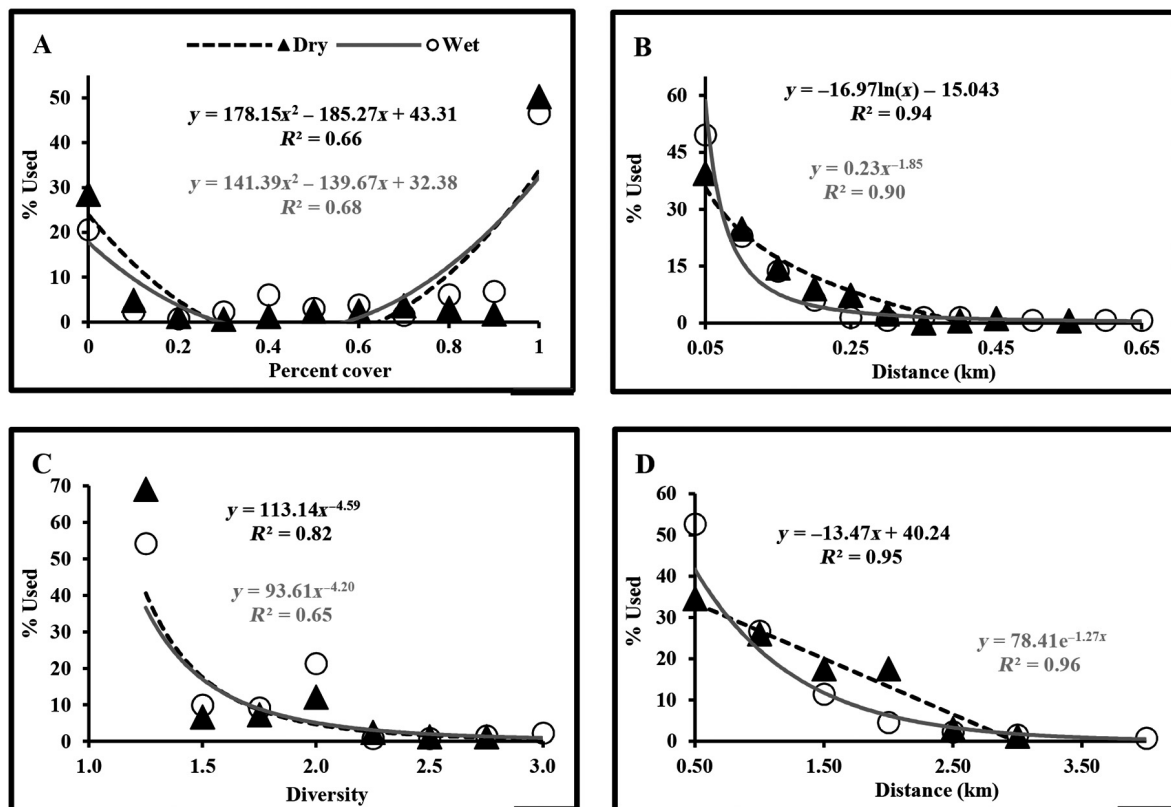 A
Dry Wet
y = 178.15x² – 185.27x + 43.31
R² = 0.66
y = 141.39x² – 139.67x + 32.38
R² = 0.68
% Used
50
40
30
20
10
0
0 0.2 0.4 0.6 0.8 1
Percent cover
B
y = –16.97ln(x) – 15.043
R² = 0.94
y = 0.23x⁻¹·⁸⁵
R² = 0.90
% Used
60
45
30
15
0
0.05 0.25 0.45 0.65
Distance (km)
C
y = 113.14x⁻⁴·⁵⁹
R² = 0.82
y = 93.61x⁻⁴·²⁰
R² = 0.65
% Used
70
60
50
40
30
20
10
0
1.0 1.5 2.0 2.5 3.0
Diversity
D
y = –13.47x + 40.24
R² = 0.95
y = 78.41e⁻¹·²⁷ˣ
R² = 0.96
% Used
60
50
40
30
20
10
0
0.50 1.50 2.50 3.50
Distance (km)